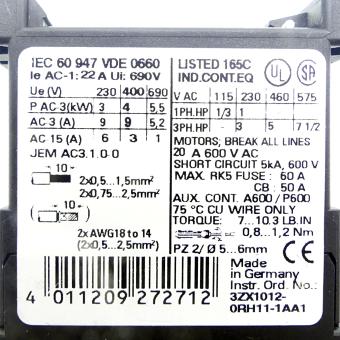 IEC 60 947 VDE 0660
Ie AC-1: 22 A Ui: 690V
Ue (V) 230 400 690
P AC 3(kW) 3 4 5,5
AC 3 (A) 9 9 5,2
AC 15 (A) 6 3 1
JEM AC3.1.0-0
10
2x0,5...1,5mm²
2x0,75...2,5mm²
10
2x AWG18 to 14
(2x0,5...2,5mm²)
LISTED 165C
IND.CONT.EQ
UL
SA
V AC 115 230 460 575
1PH.HP 1/3 1
3PH.HP - 3 5 7 1/2
MOTORS; BREAK ALL LINES
20 A 600 V AC
SHORT CIRCUIT 5kA, 600 V
MAX. RK5 FUSE : 60 A
CB : 50 A
AUX. CONT. A600 / P600
75 °C CU WIRE ONLY
TORQUE : 7...10.3 LB.IN
0,8...1,2 Nm
PZ 2/ Ø 5...6mm
Made
in Germany
Instr. Ord. No.:
3ZX1012-
0RH11-1AA1
4 011209 272712